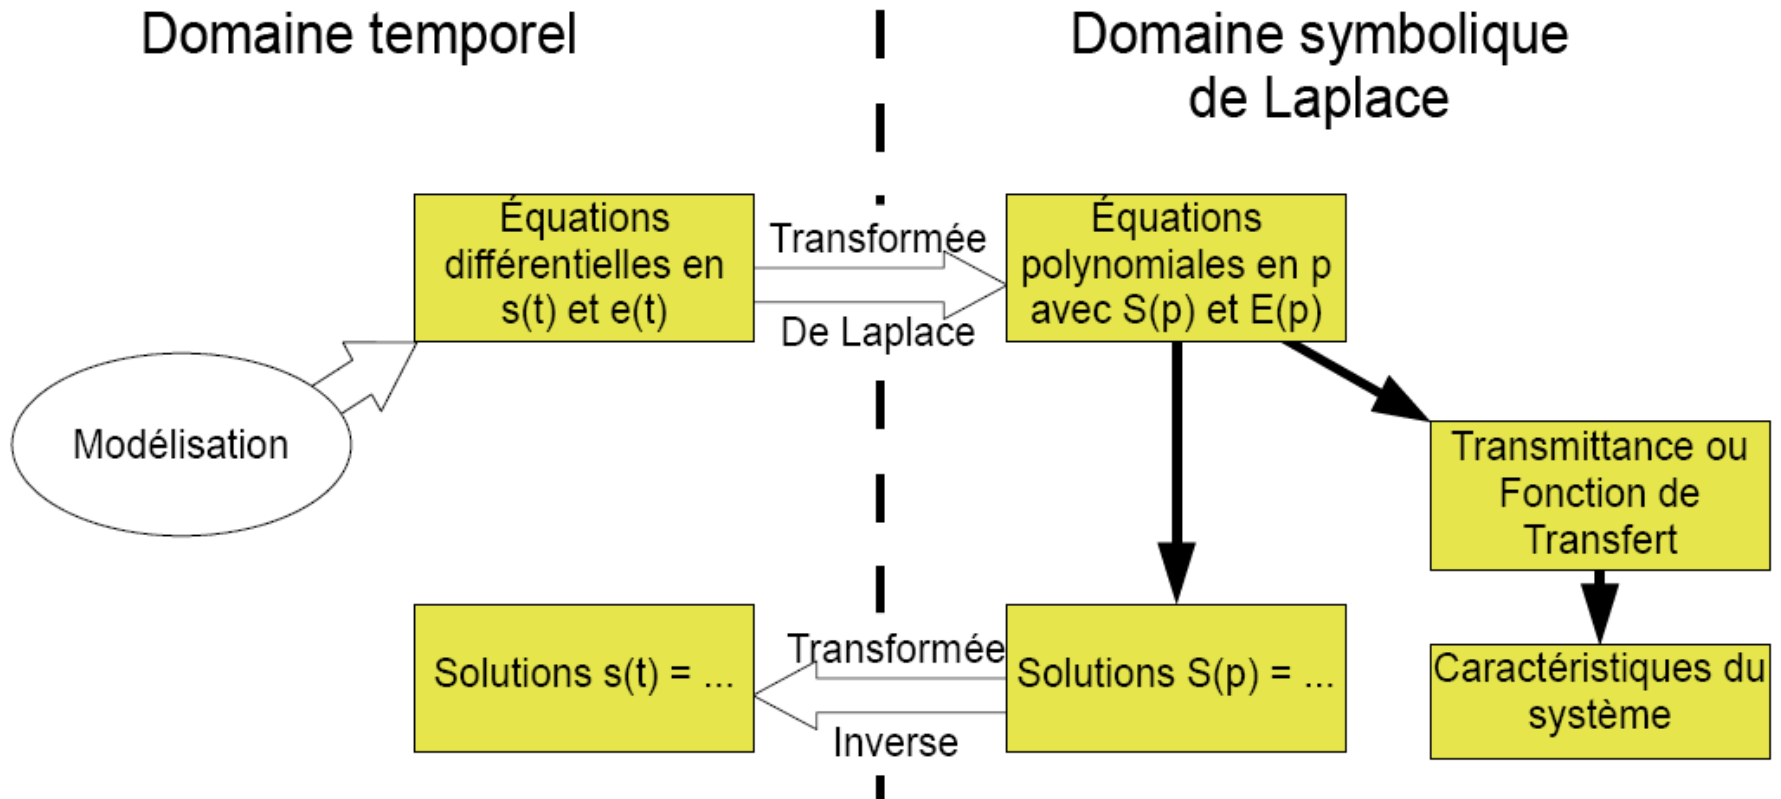 Domaine temporel
Domaine symbolique
de Laplace
Équations
différentielles en
s(t) et e(t)
Transformée
De Laplace
Équations
polynomiales en p
avec S(p) et E(p)
Modélisation
Transmittance ou
Fonction de
Transfert
Solutions s(t) = ...
Transformée
Inverse
Solutions S(p) = ...
Caractéristiques du
système